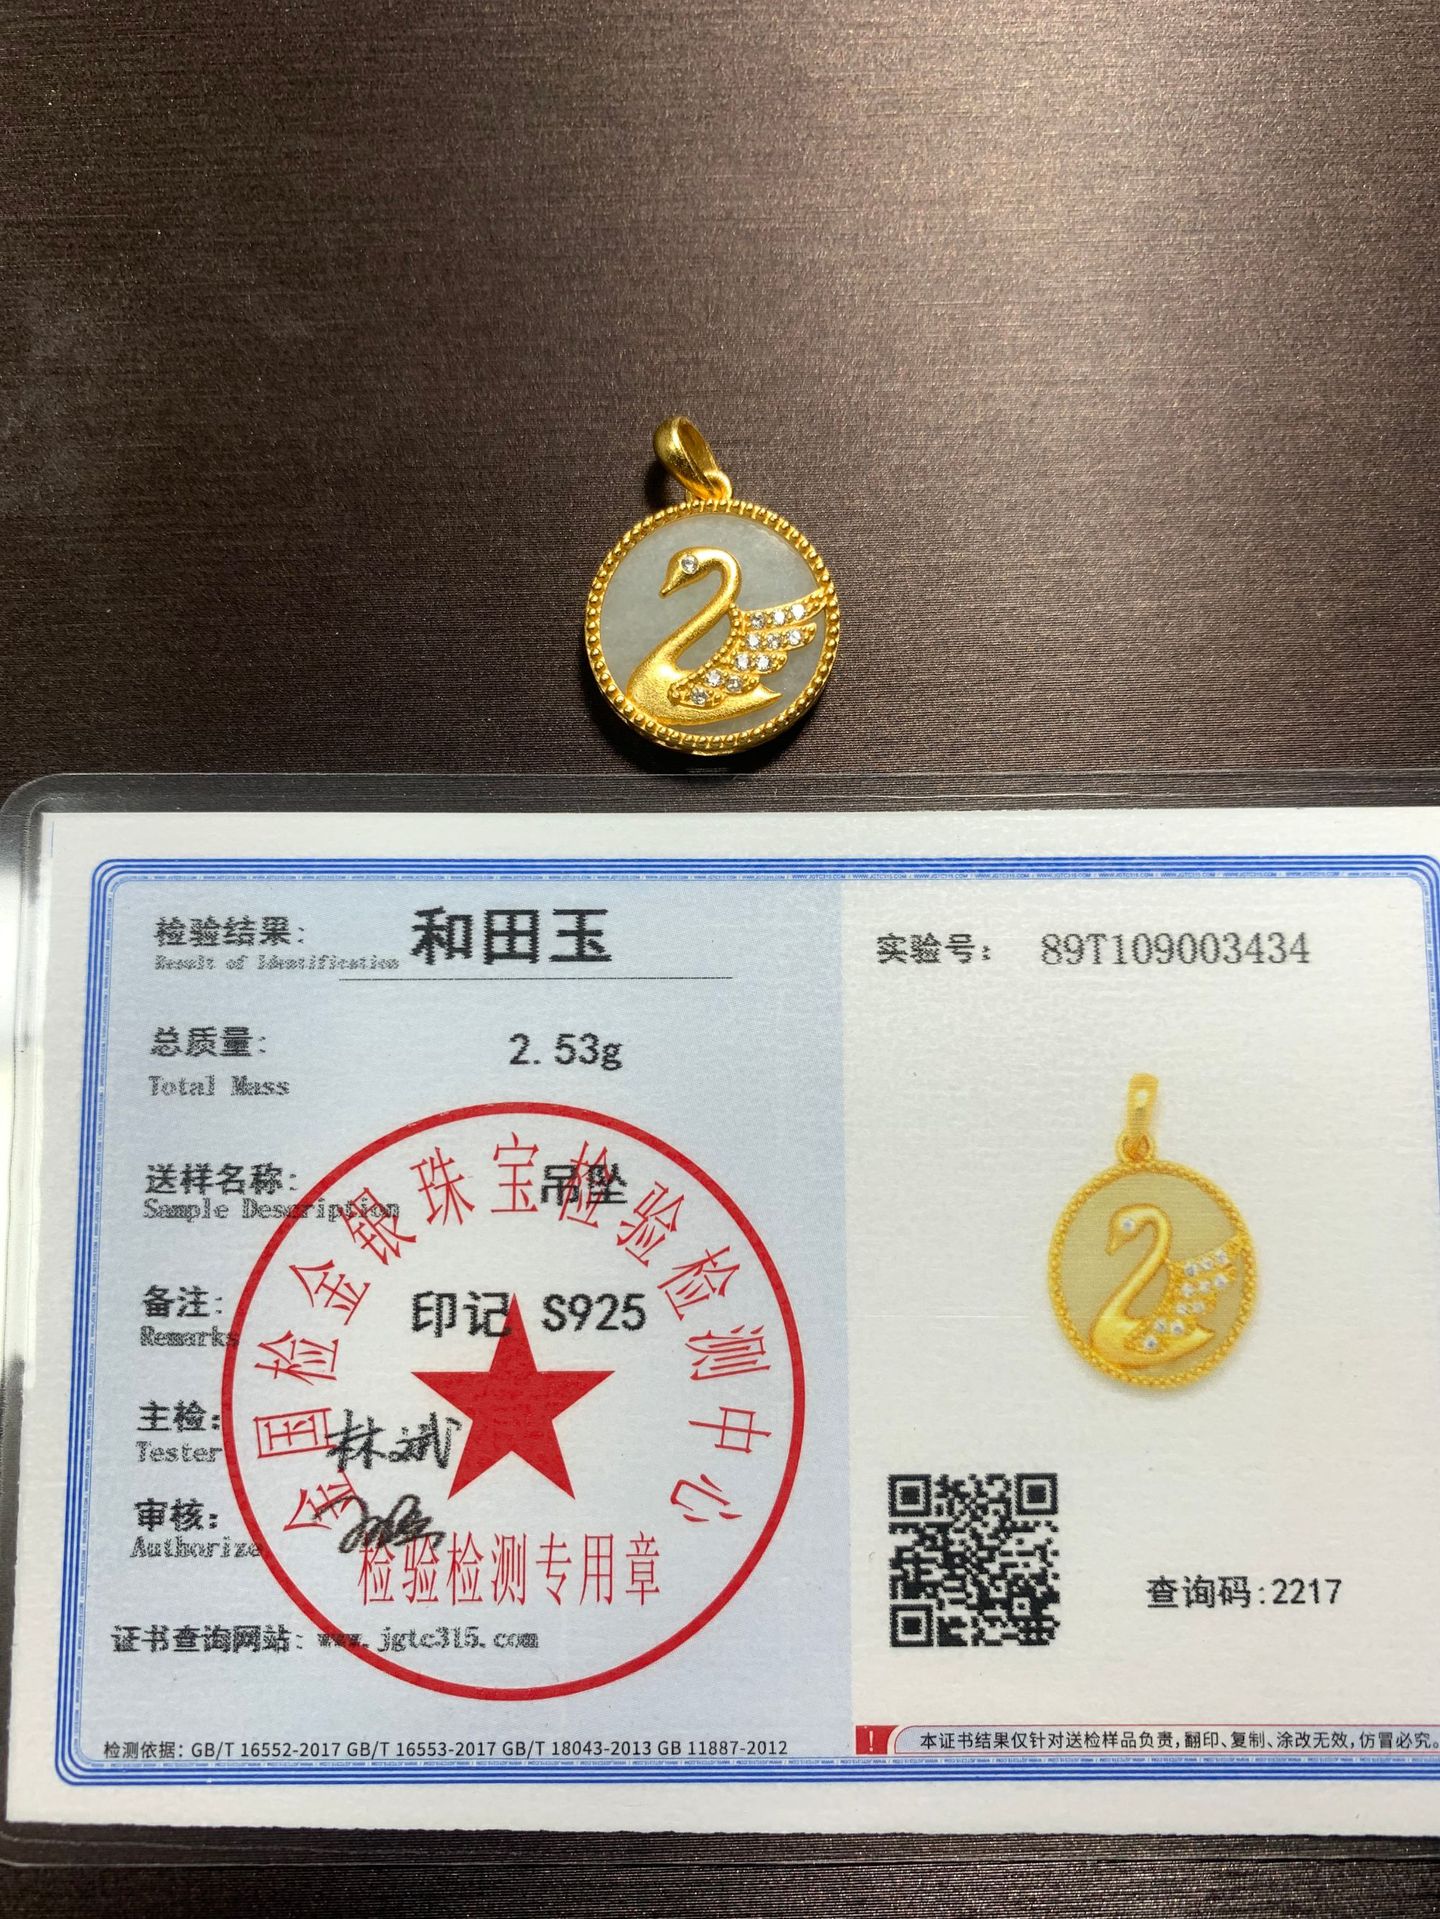 检验结果: 和田玉
Result of Identification
实验号: 89T109003434
总质量: 2.53g
Total Mass
送样名称: 吊坠
Sample Description
备注: 印记 S925
Remarks
主检: 林斌
Tester
审核:
Authorize
金国检金银珠宝检验检测中心
检验检测专用章
证书查询网站: www.jgtc315.com
查询码:2217
检测依据: GB/T 16552-2017 GB/T 16553-2017 GB/T 18043-2013 GB 11887-2012
! 本证书结果仅针对送检样品负责,翻印、复制、涂改无效,仿冒必究。